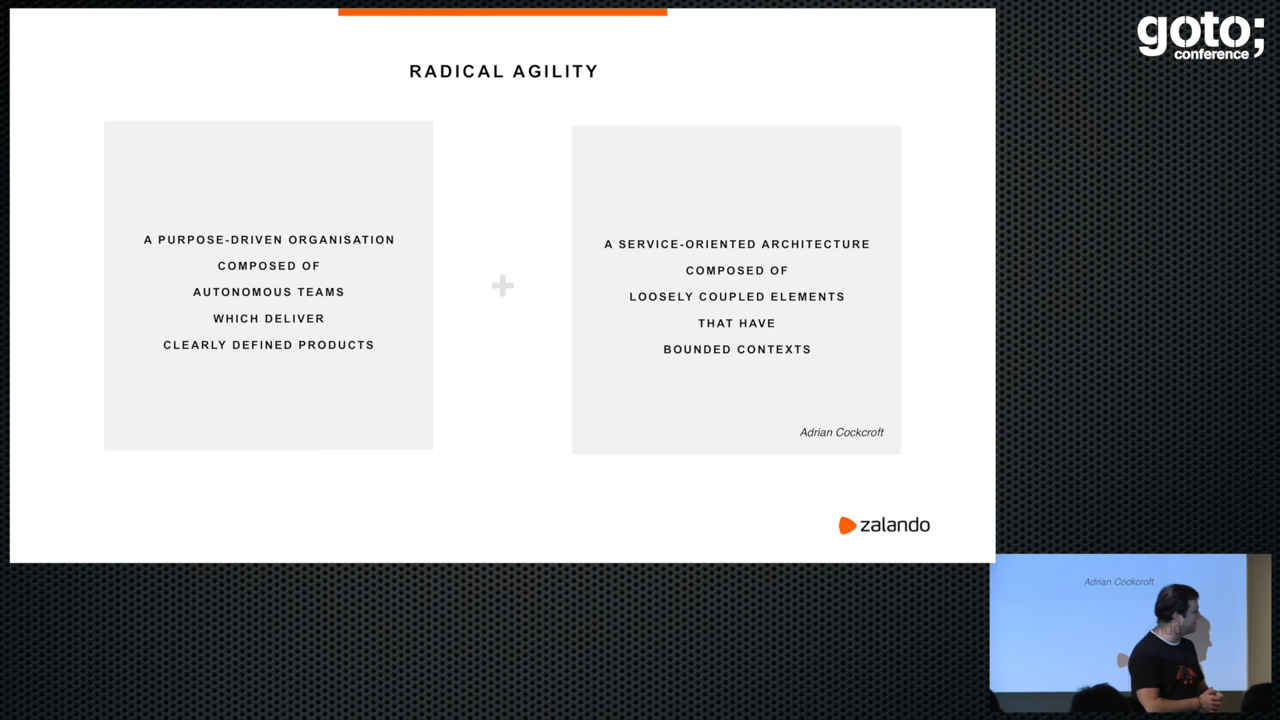 goto;
conference
RADICAL AGILITY
A PURPOSE-DRIVEN ORGANISATION
COMPOSED OF
AUTONOMOUS TEAMS
WHICH DELIVER
CLEARLY DEFINED PRODUCTS
+
A SERVICE-ORIENTED ARCHITECTURE
COMPOSED OF
LOOSELY COUPLED ELEMENTS
THAT HAVE
BOUNDED CONTEXTS
Adrian Cockcroft
zalando
Adrian Cockcroft